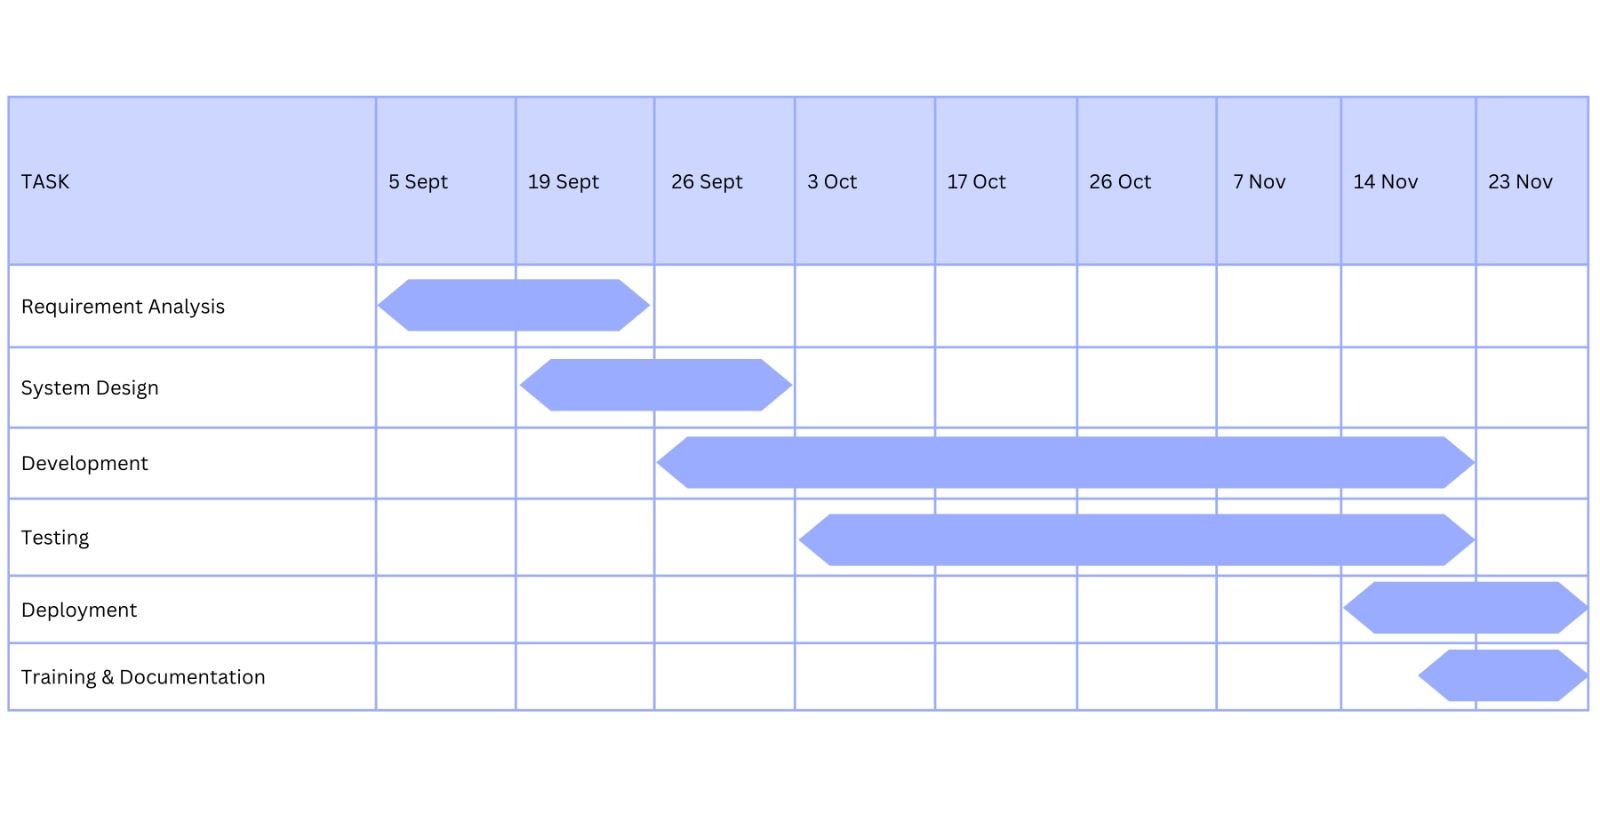 TASK 5 Sept 19 Sept 26 Sept 3 Oct 17 Oct 26 Oct 7 Nov 14 Nov 23 Nov
Requirement Analysis
System Design
Development
Testing
Deployment
Training & Documentation